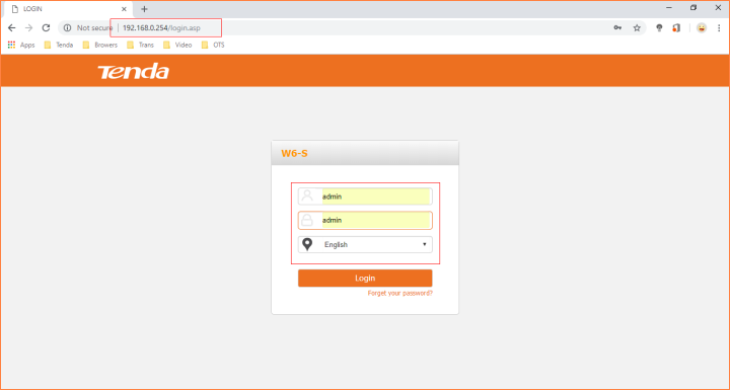 LOGIN
Not secure | 192.168.0.254/login.asp
Apps Tenda Browers Trans Video OTS
Tenda
W6-S
admin
admin
English
Login
Forget your password?